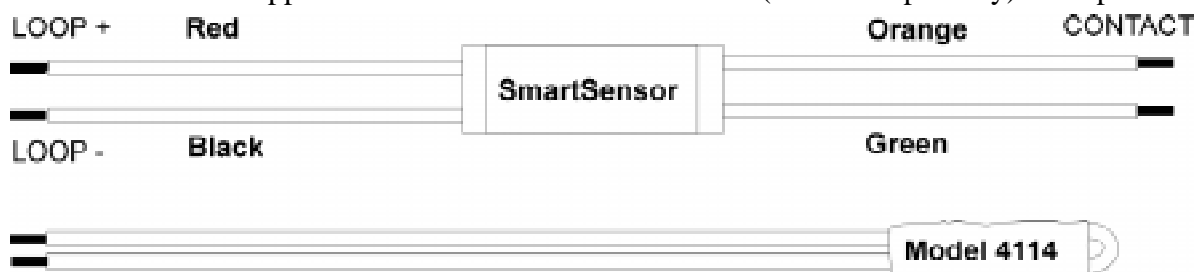 LOOP + Red Orange CONTACT
SmartSensor
LOOP - Black Green
Model 4114